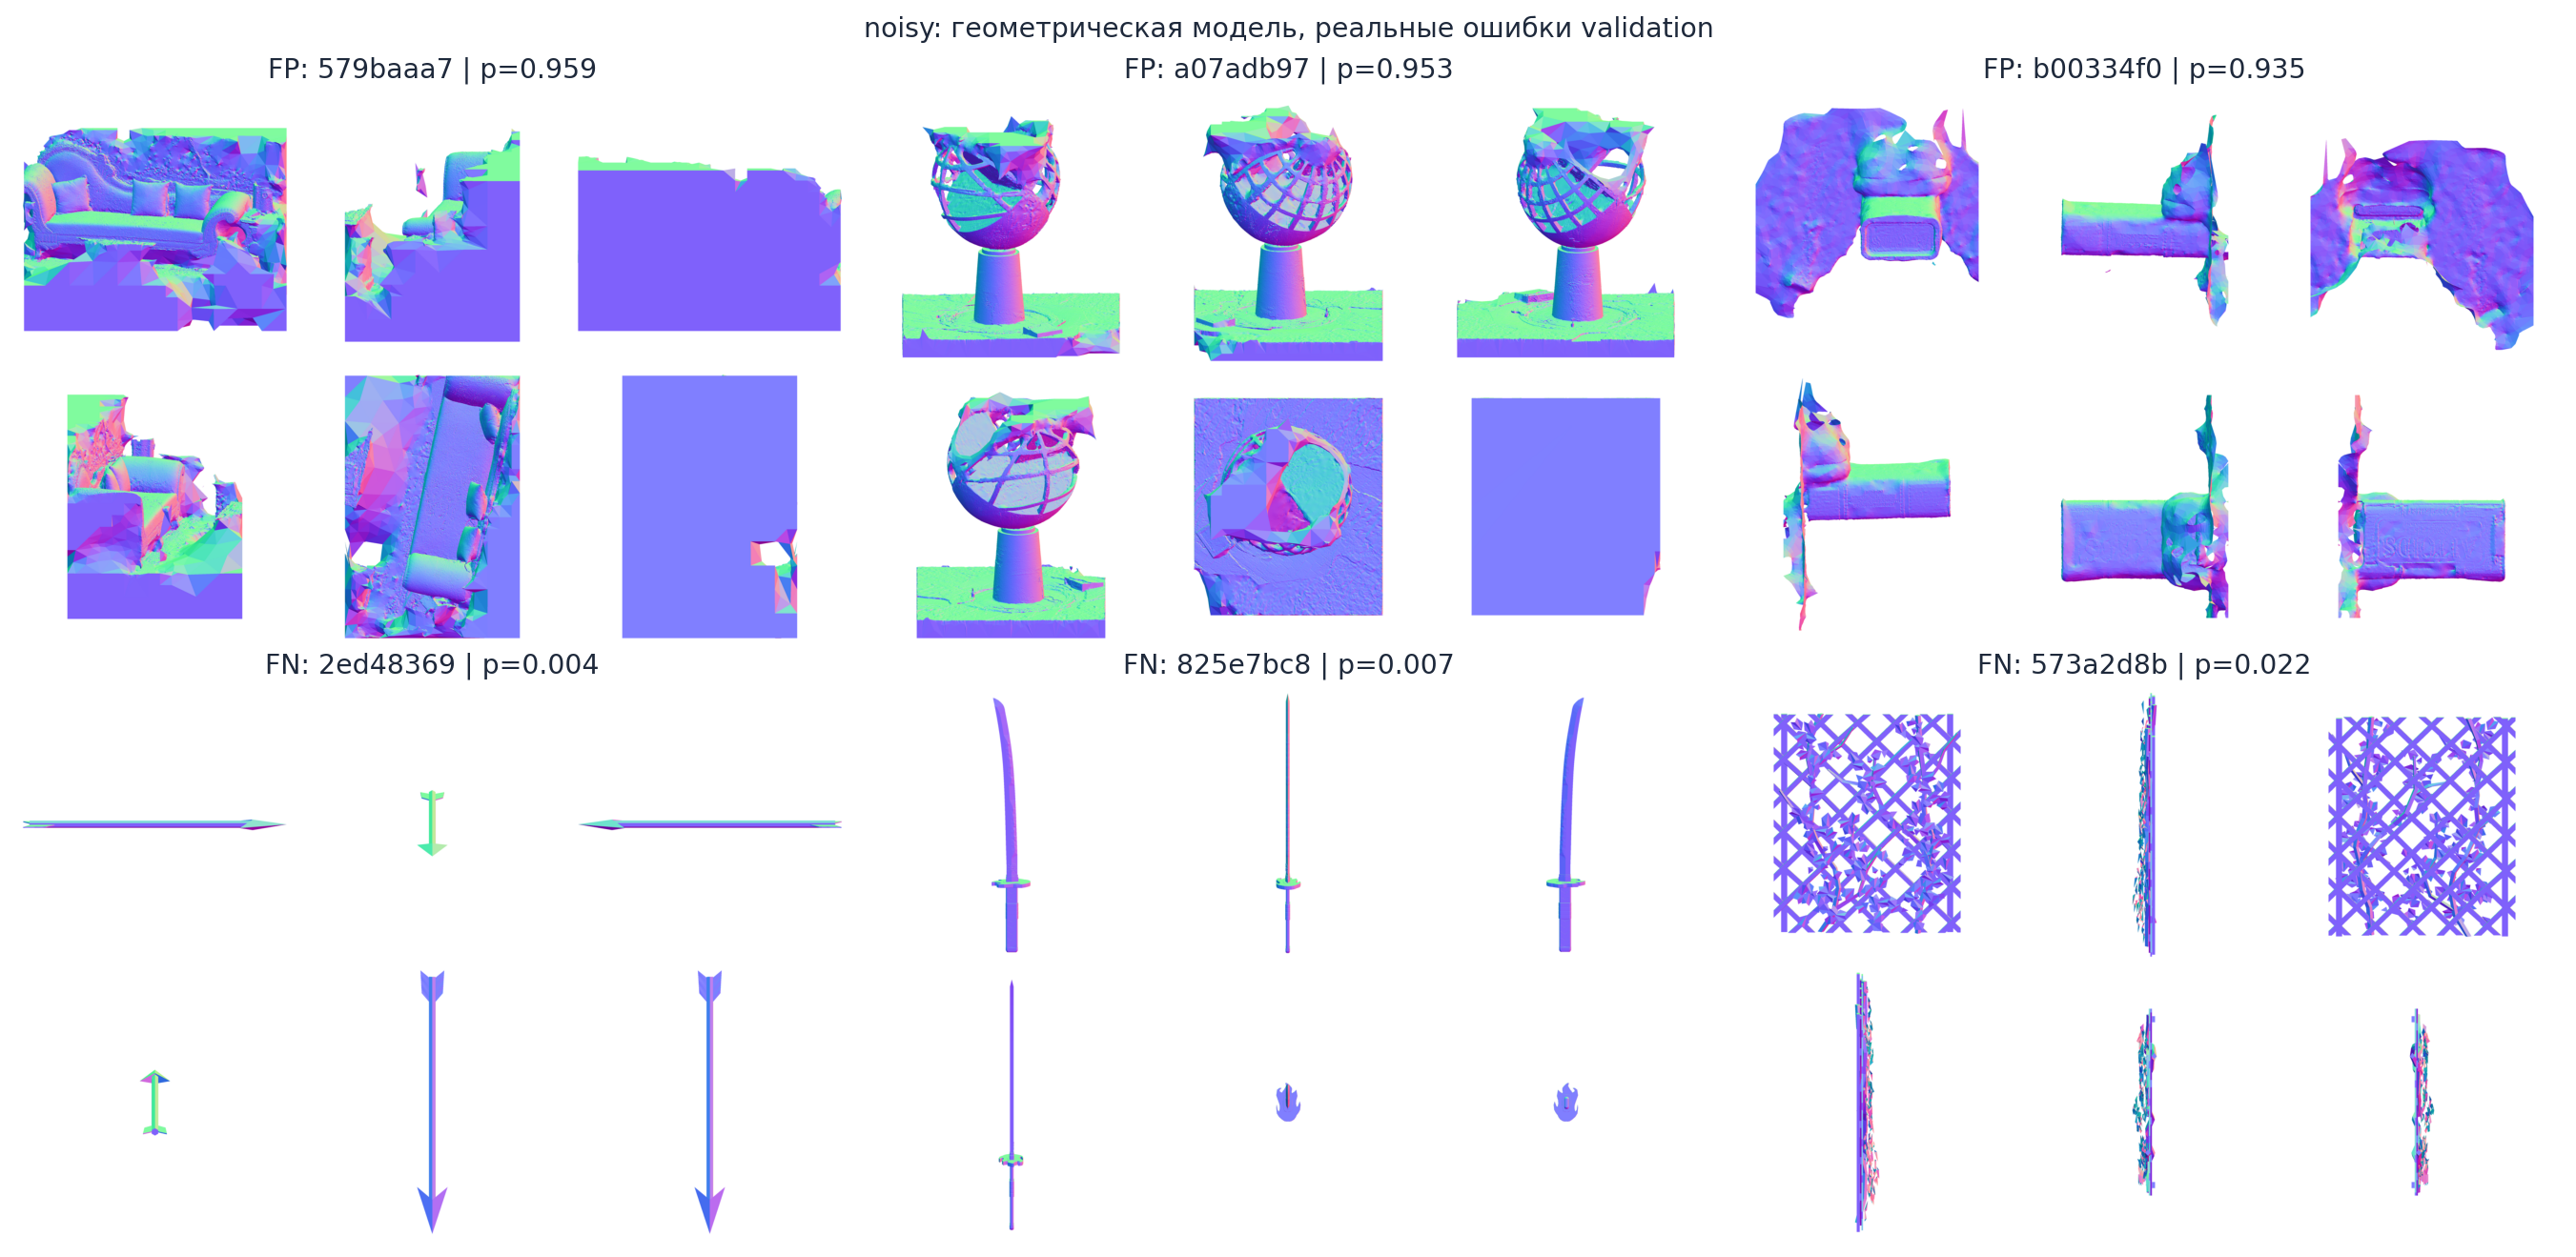 noisy: геометрическая модель, реальные ошибки validation
FP: 579baaa7 | p=0.959
FP: a07adb97 | p=0.953
FP: b00334f0 | p=0.935
FN: 2ed48369 | p=0.004
FN: 825e7bc8 | p=0.007
FN: 573a2d8b | p=0.022